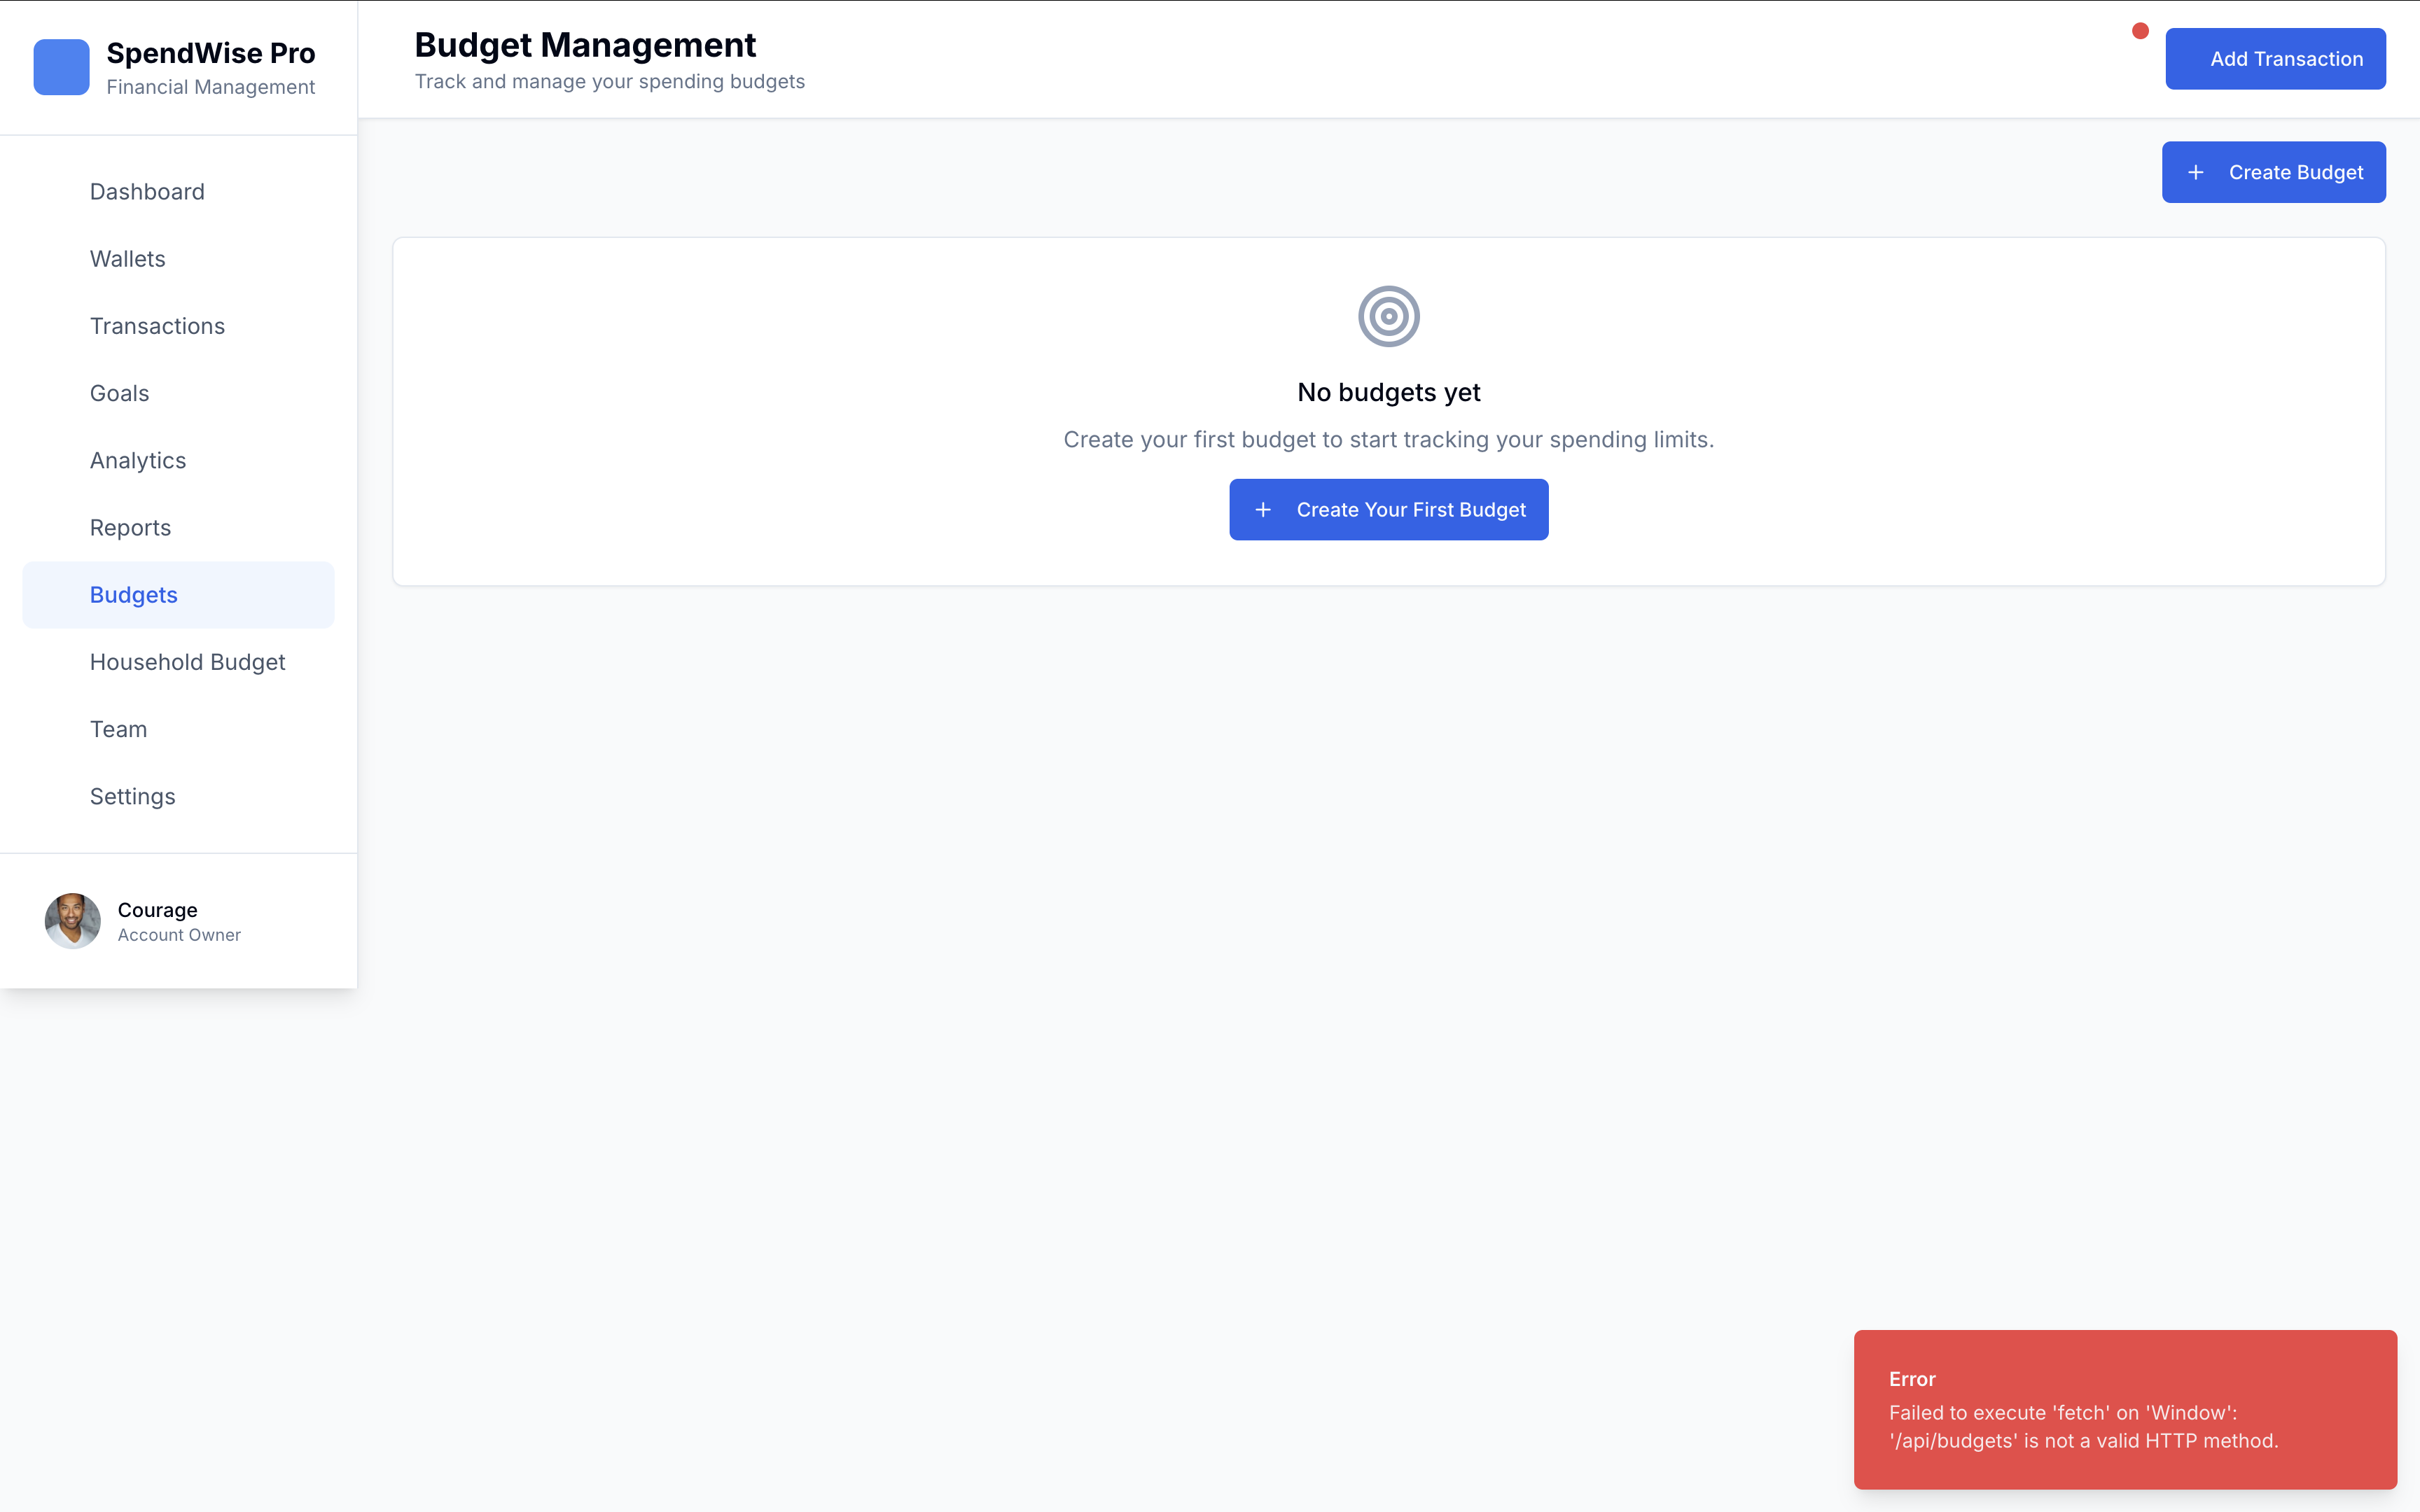 SpendWise Pro
Financial Management
Dashboard
Wallets
Transactions
Goals
Analytics
Reports
Budgets
Household Budget
Team
Settings
Courage
Account Owner
Budget Management
Track and manage your spending budgets
Add Transaction
Create Budget
No budgets yet
Create your first budget to start tracking your spending limits.
Create Your First Budget
Error
Failed to execute 'fetch' on 'Window':
'/api/budgets' is not a valid HTTP method.